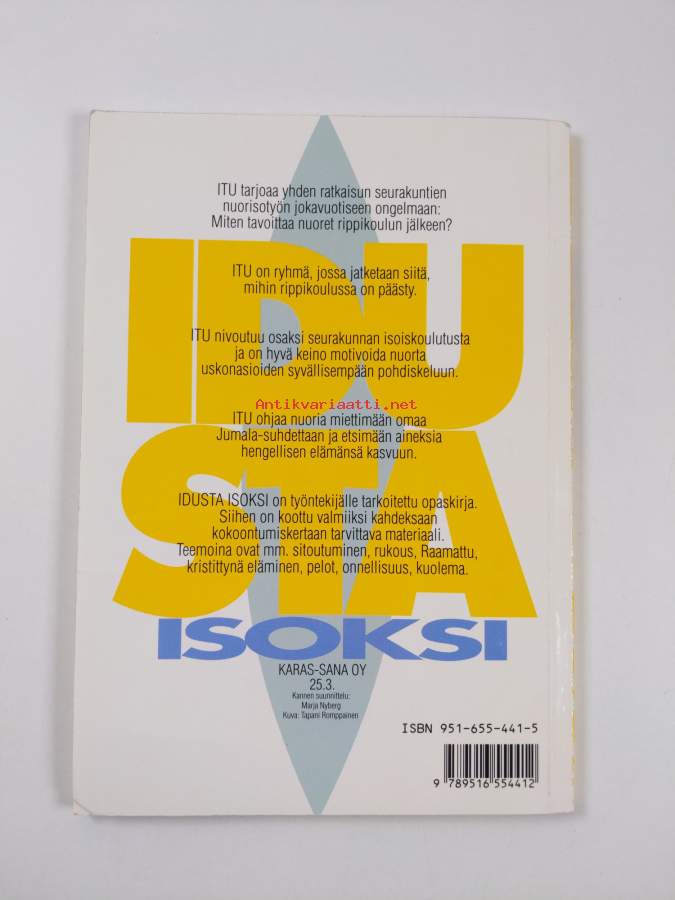 ITU tarjoaa yhden ratkaisun seurakuntien
nuorisotyön jokavuotiseen ongelmaan:
Miten tavoittaa nuoret rippikoulun jälkeen?
IDU
ITU on ryhmä, jossa jatketaan siitä,
mihin rippikoulussa on päästy.
ITU nivoutuu osaksi seurakunnan isoiskoulutusta
ja on hyvä keino motivoida nuorta
uskonasioiden syvällisempään pohdiskeluun.
Antikvariaatti.net
ITU ohjaa nuoria miettimään omaa
Jumala-suhdettaan ja etsimään aineksia
hengellisen elämänsä kasvuun.
STA
IDUSTA ISOKSI on työntekijälle tarkoitettu opaskirja.
Siihen on koottu valmiiksi kahdeksaan
kokoontumiskertaan tarvittava materiaali.
Teemoina ovat mm. sitoutuminen, rukous, Raamattu,
kristittynä eläminen, pelot, onnellisuus, kuolema.
ISOKSI
KARAS-SANA OY
25.3.
Kannen suunnittelu:
Marja Nyberg
Kuva: Tapani Romppainen
ISBN 951-655-441-5
9 789516 554412